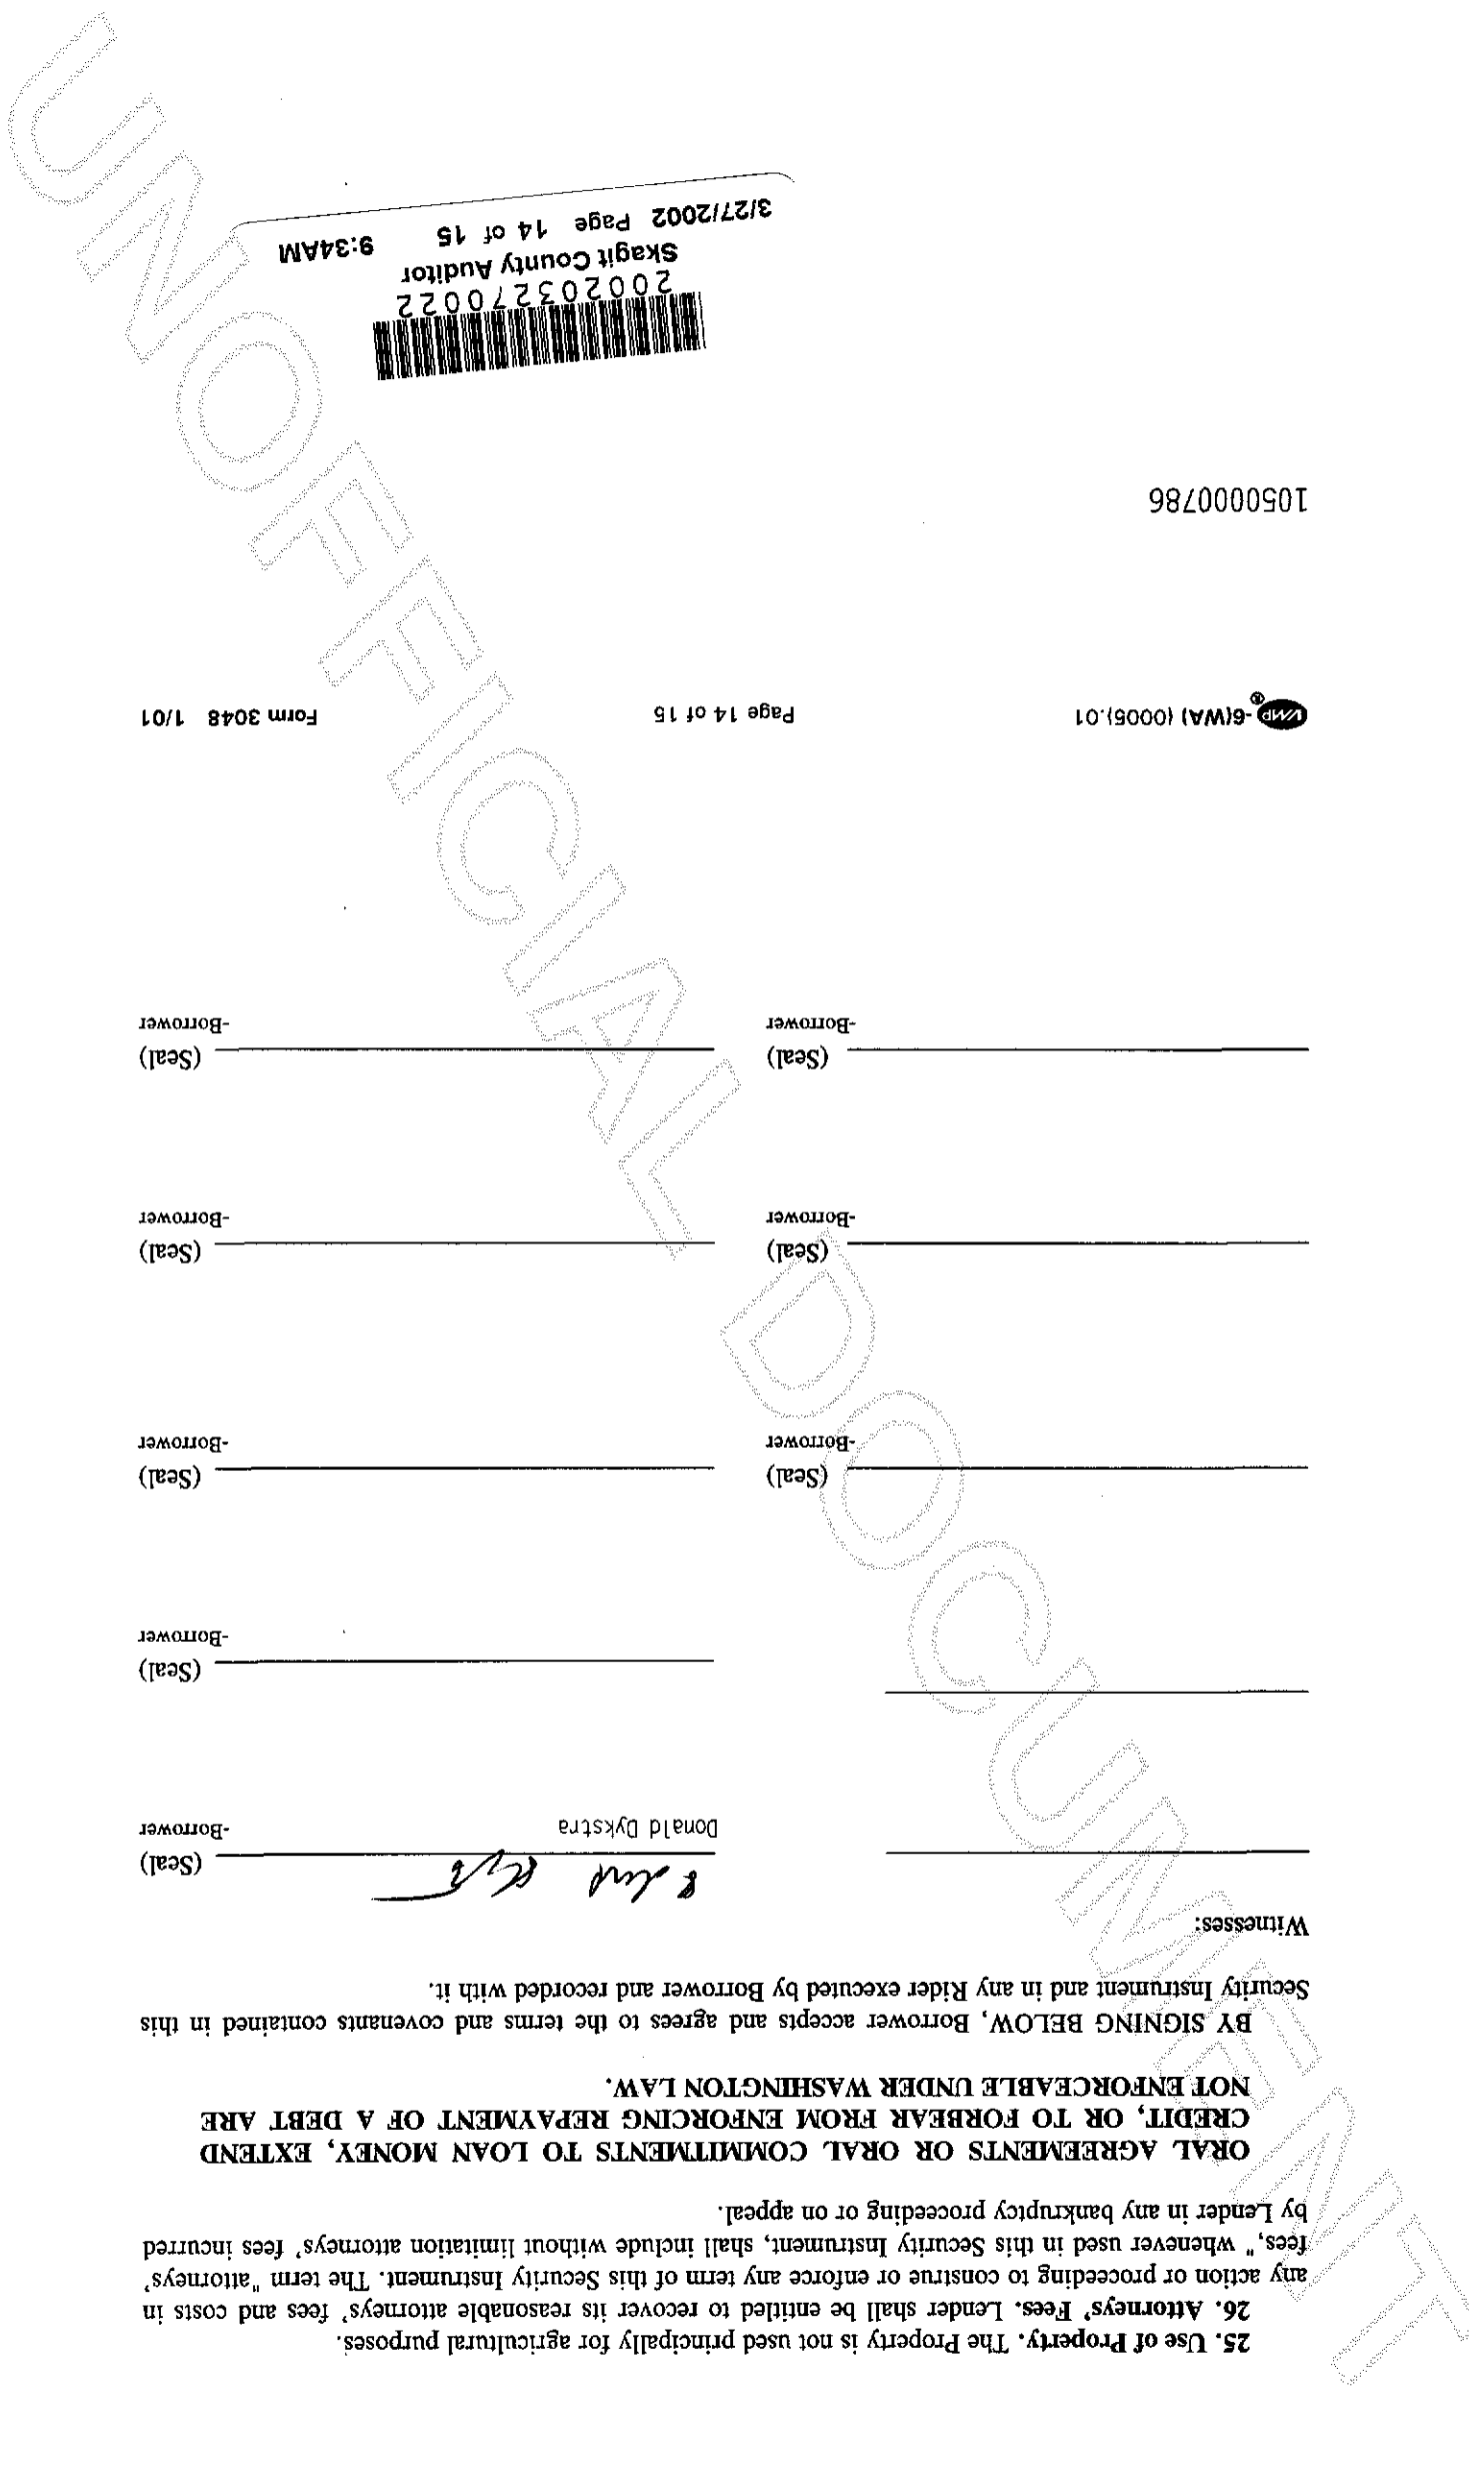 25. Use of Property. The Property is not used principally for agricultural purposes.
26. Attorneys' Fees. Lender shall be entitled to recover its reasonable attorneys' fees and costs in
any action or proceeding to construe or enforce any term of this Security Instrument. The term "attorneys'
fees," whenever used in this Security Instrument, shall include without limitation attorneys' fees incurred
by Lender in any bankruptcy proceeding or on appeal.
ORAL AGREEMENTS OR ORAL COMMITMENTS TO LOAN MONEY, EXTEND
CREDIT, OR TO FORBEAR FROM ENFORCING REPAYMENT OF A DEBT ARE
NOT ENFORCEABLE UNDER WASHINGTON LAW.
BY SIGNING BELOW, Borrower accepts and agrees to the terms and covenants contained in this
Security Instrument and in any Rider executed by Borrower and recorded with it.
Witnesses:
(Seal)
Donald Dykstra -Borrower
(Seal)
-Borrower
(Seal) (Seal)
-Borrower -Borrower
(Seal) (Seal)
-Borrower -Borrower
(Seal) (Seal)
-Borrower -Borrower
VMP®-6(WA) (0005).01 Page 14 of 15 Form 3048 1/01
1050000786
200203270022
Skagit County Auditor
3/27/2002 Page 14 of 15 9:34AM
UNOFFICIAL DOCUMENT